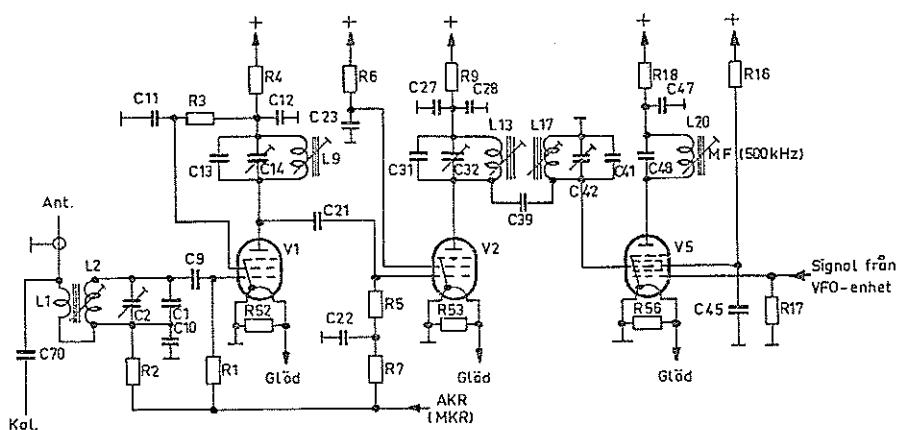 + + + + +
R4 R6 R9 R18 R16
C11 R3 C12 C27 C28 C47
C23 L13 L17 L20
L9
C13 C14 C31 C32 C42 C41 C48 MF (500kHz)
C39
C21
Ant.
V1 V2 V5
L2 C9
Signal från
VFO-enhet
L1
C2 C1 R52 R5 R53 R56 C45 R17
C10 C22
C70
R2 R1 Glöd R7 Glöd Glöd
AKR
(MKR)
Kal.